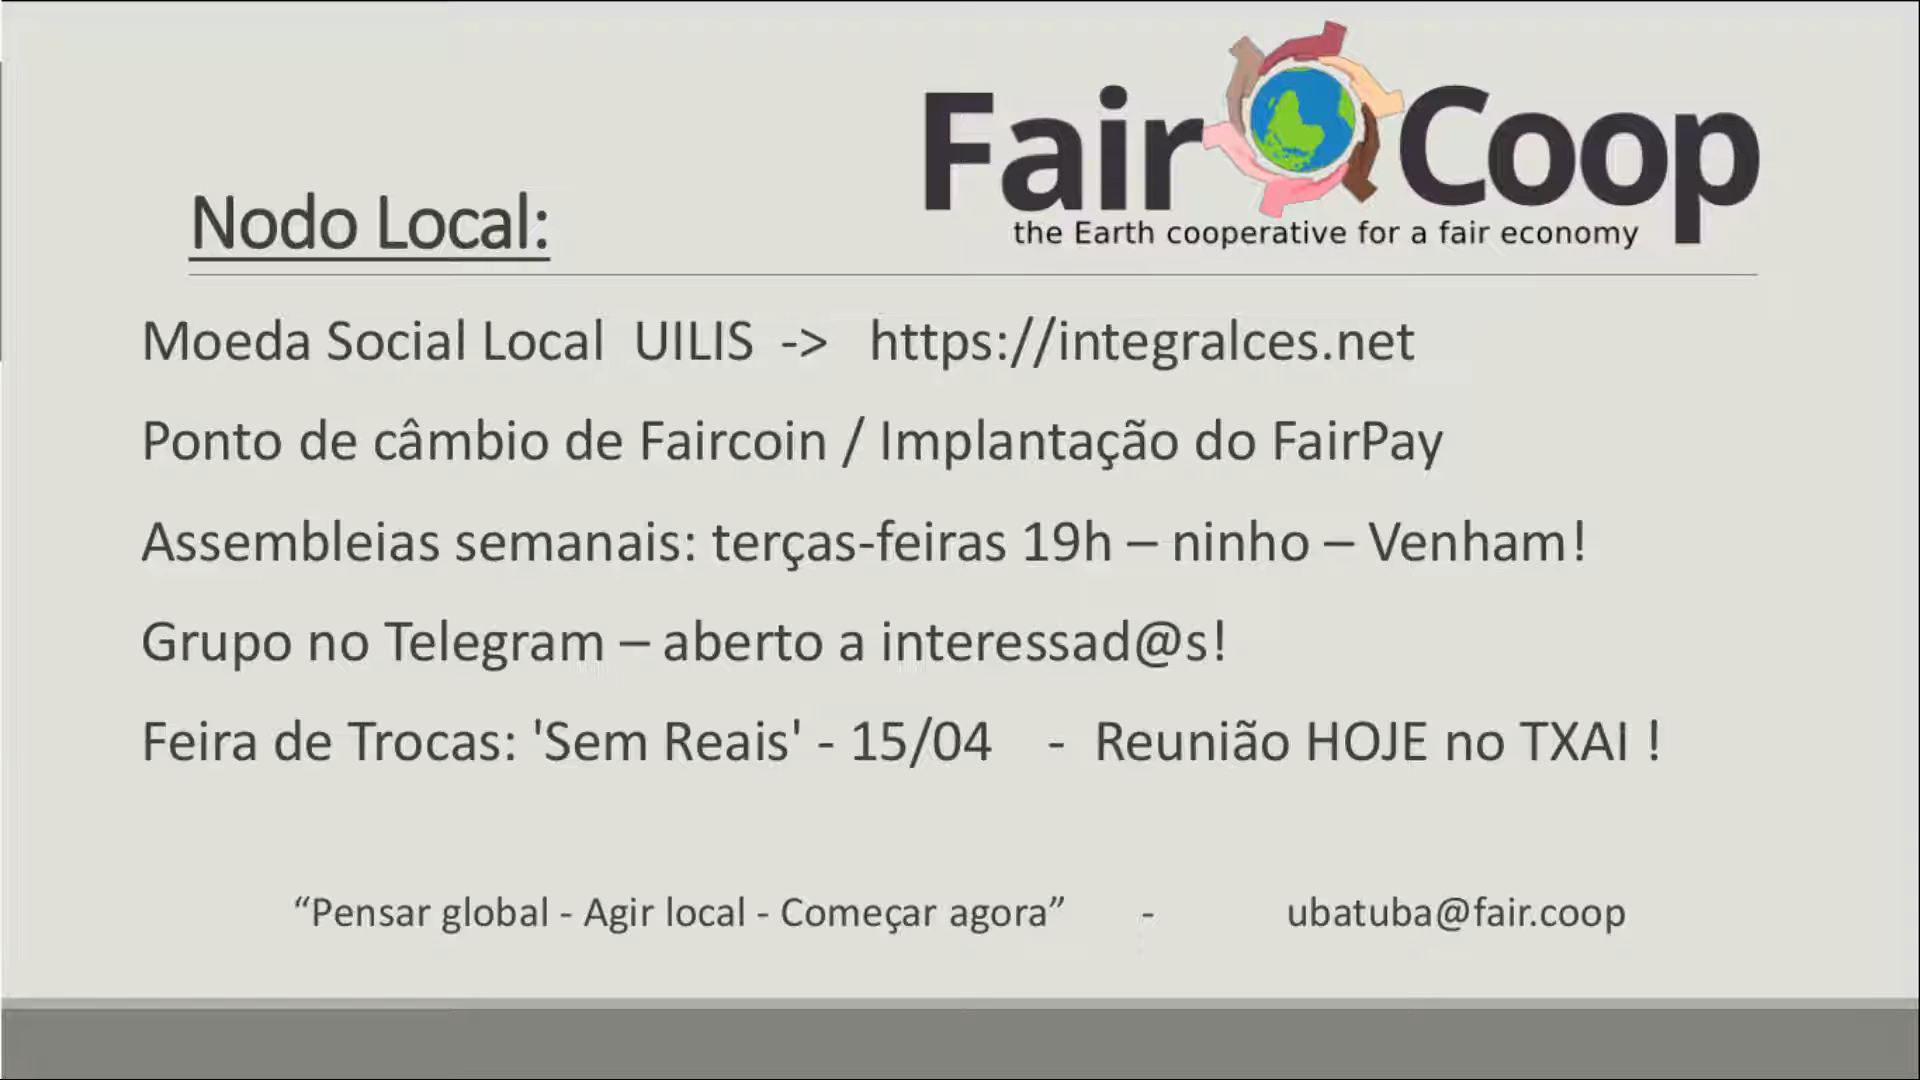 FairCoop
the Earth cooperative for a fair economy
Nodo Local:
Moeda Social Local UILIS -> https://integralces.net
Ponto de câmbio de Faircoin / Implantação do FairPay
Assembleias semanais: terças-feiras 19h – ninho – Venham!
Grupo no Telegram – aberto a interessad@s!
Feira de Trocas: 'Sem Reais' - 15/04 - Reunião HOJE no TXAI !
“Pensar global - Agir local - Começar agora” - ubatuba@fair.coop